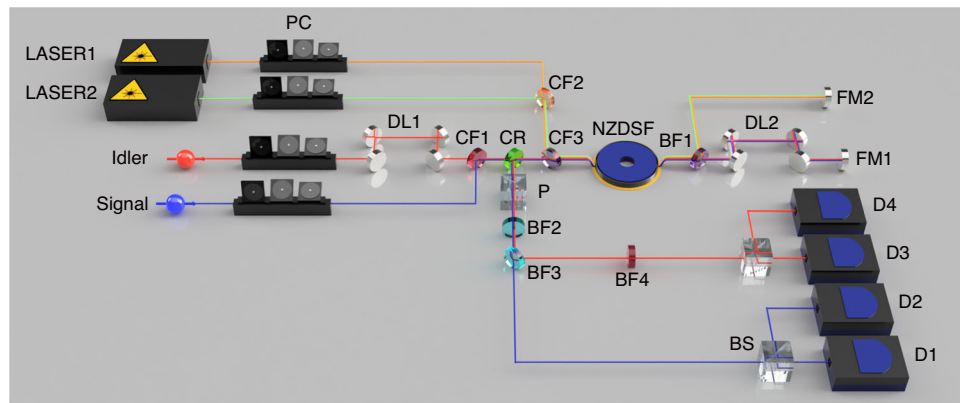 PC
LASER1
LASER2
CF2
FM2
DL1
CF1
CR
CF3
NZDSF
BF1
DL2
Idler
FM1
P
Signal
D4
BF2
BF3
BF4
D3
D2
BS
D1